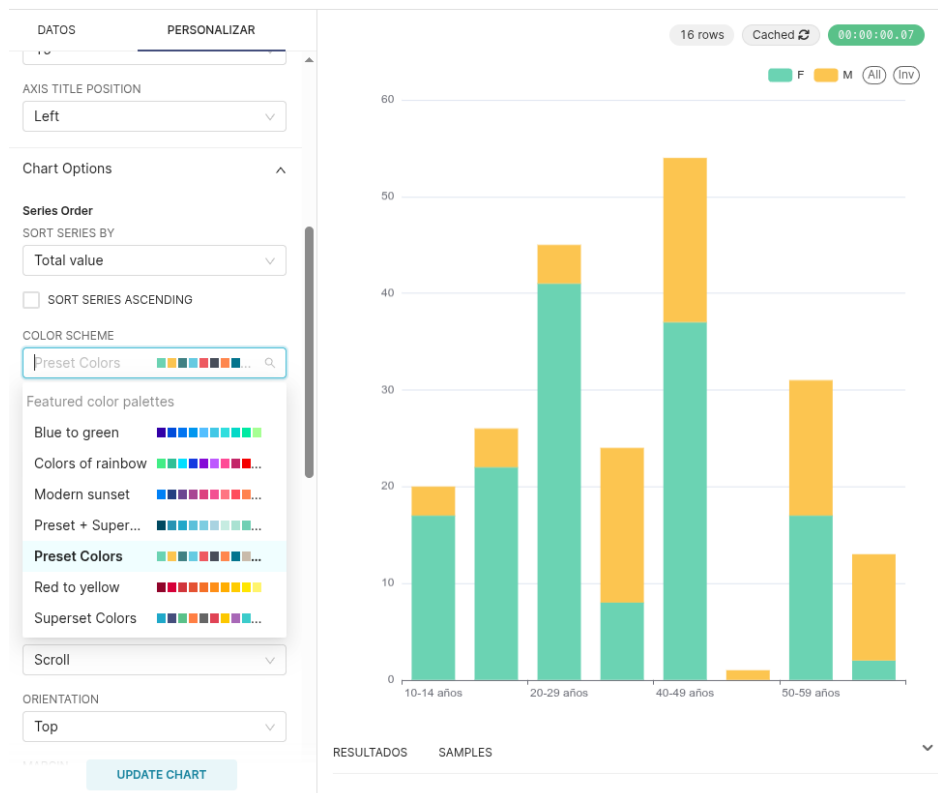 DATOS
PERSONALIZAR
AXIS TITLE POSITION
Left
Chart Options
Series Order
SORT SERIES BY
Total value
SORT SERIES ASCENDING
COLOR SCHEME
Preset Colors ...
Featured color palettes
Blue to green
Colors of rainbow ...
Modern sunset ...
Preset + Super... ...
Preset Colors ...
Red to yellow
Superset Colors ...
Scroll
ORIENTATION
Top
UPDATE CHART
16 rows
Cached
00:00:00.07
F
M
All
Inv
60
50
40
30
20
10
0
10-14 años
20-29 años
40-49 años
50-59 años
RESULTADOS
SAMPLES